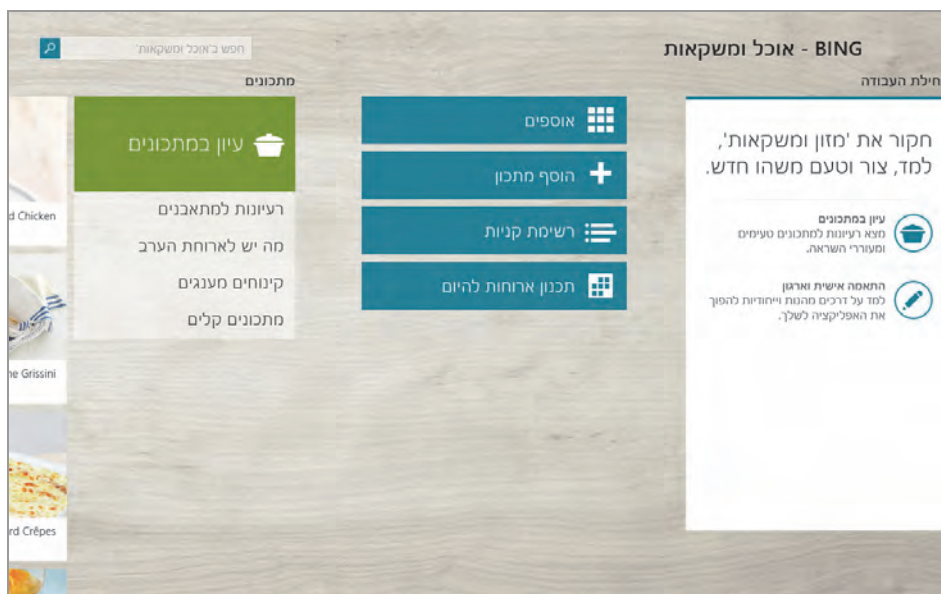 BING - אוכל ומשקאות
חפש ב'אוכל ומשקאות'
חילת העבודה
חקור את 'מזון ומשקאות',
למד, צור וטעם משהו חדש.
עיון במתכונים
מצא רעיונות למתכונים טעימים
ומעוררי השראה.
התאמה אישית וארגון
למד על דרכים מהנות וייחודיות להפוך
את האפליקציה לשלך.
אוספים
הוסף מתכון
רשימת קניות
תכנון ארוחות להיום
מתכונים
עיון במתכונים
רעיונות למתאבנים
מה יש לארוחת הערב
קינוחים מענגים
מתכונים קלים
d Chicken
ne Grissini
rd Crêpes